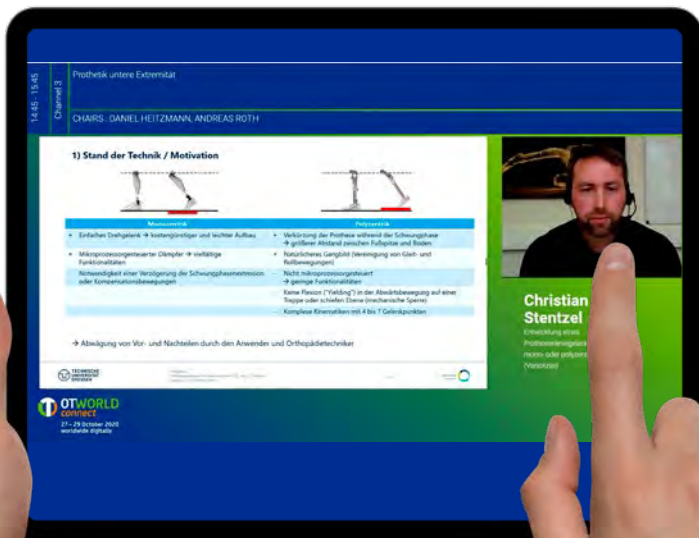 14:45 - 15:45
Channel 3
Prothetik untere Extremität
CHAIRS : DANIEL HEITZMANN, ANDREAS ROTH
1) Stand der Technik / Motivation
Monozentrik
Polyzentrik
+ Einfaches Drehgelenk → kostengünstiger und leichter Aufbau
+ Verkürzung der Prothese während der Schwungphase
→ größerer Abstand zwischen Fußspitze und Boden
+ Mikroprozessorgesteuerter Dämpfer → vielfältige
Funktionalitäten
+ Natürlicheres Gangbild (Vereinigung von Gleit- und
Rollbewegungen)
- Notwendigkeit einer Verzögerung der Schwungphasenextension
oder Kompensationsbewegungen
- Nicht mikroprozessorgesteuert
→ geringe Funktionalitäten
- Keine Flexion ("Yielding") in der Abwärtsbewegung auf einer
Treppe oder schiefen Ebene (mechanische Sperre)
- Komplexe Kinematiken mit 4 bis 7 Gelenkpunkten
→ Abwägung von Vor- und Nachteilen durch den Anwender und Orthopädietechniker
TECHNISCHE
UNIVERSITÄT
DRESDEN
Christian
Stentzel
Entwicklung eines
mono- oder
OTWORLD
connect
27 – 29 October 2020
worldwide digitally